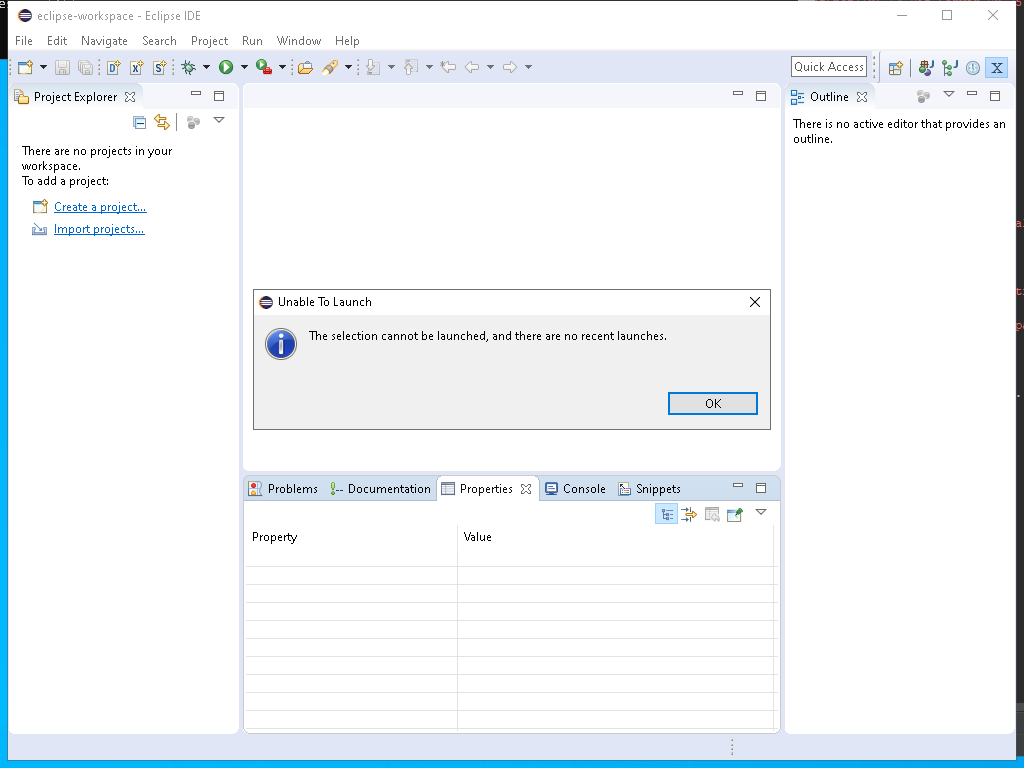 eclipse-workspace - Eclipse IDE
File Edit Navigate Search Project Run Window Help
Quick Access
Project Explorer
There are no projects in your
workspace.
To add a project:
Create a project...
Import projects...
Outline
There is no active editor that provides an
outline.
Unable To Launch
The selection cannot be launched, and there are no recent launches.
OK
Problems Documentation Properties Console Snippets
Property Value